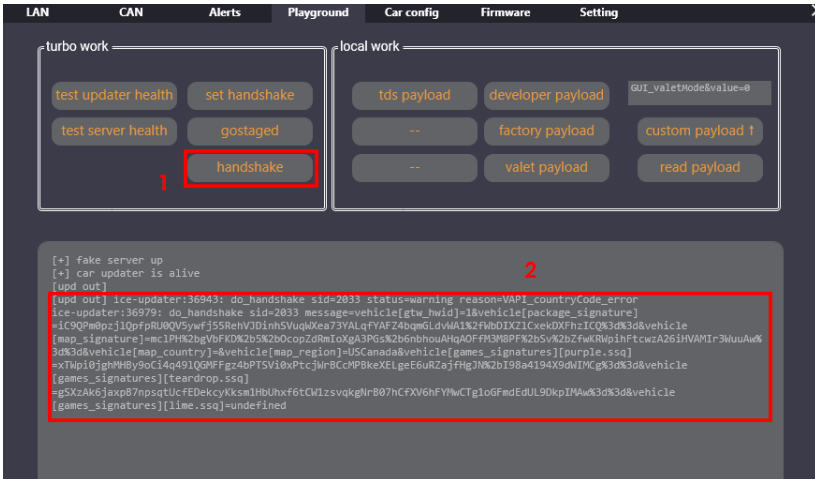 LAN CAN Alerts Playground Car config Firmware Setting
turbo work
local work
test updater health set handshake
test server health gostaged
handshake
1
tds payload developer payload GUI_valetMode&value=0
-- factory payload custom payload ↑
-- valet payload read payload
2
[+] fake server up
[+] car updater is alive
[upd out]
[upd out] ice-updater:36943: do_handshake sid=2033 status=warning reason=VAPI_countryCode_error
ice-updater:36979: do_handshake sid=2033 message=vehicle[gtw_hwid]=1&vehicle[package_signature]
=iC9QPm0pzjlQpfpRU0QV5ywfj55RehVJDinhSVuqWXea73YALqfYAFZ4bqmGLdvWA1%2fWbDIXZlCxekDXFhzICQ%3d%3d&vehicle
[map_signature]=mclPH%2bgVbFKD%2b5%2bOcopZdRmIoXgA3PGs%2b6nbhouAHqAOFfM3M8PF%2bSv%2bZfwKRWpihFtcwzA26iHVAMIr3WuuAw%
3d%3d&vehicle[map_country]=&vehicle[map_region]=USCanada&vehicle[games_signatures][purple.ssq]
=xTWpi0jghMHBy9oCi4q49lQGMFFgz4bPTSVi0xPtcjWrBCcMPBkeXELgeE6uRZajfHgJN%2bI98a4194X9dWIMCg%3d%3d&vehicle
[games_signatures][teardrop.ssq]
=gSXzAk6jaxp87npsqtUcfEDekcyKksmlHbUhxf6tCW1zsvqkgNrB07hCfXV6hFYMwCTg1oGFmdEdUL9DkpIMAw%3d%3d&vehicle
[games_signatures][lime.ssq]=undefined